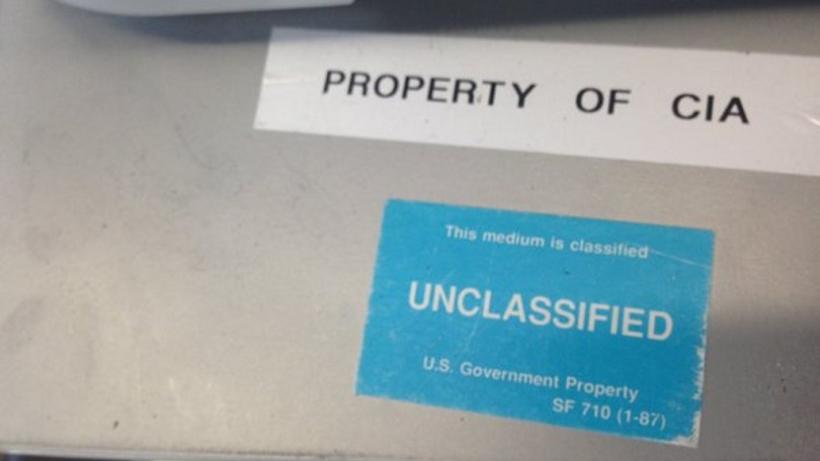 PROPERTY OF CIA
This medium is classified
UNCLASSIFIED
U.S. Government Property
SF 710 (1-87)